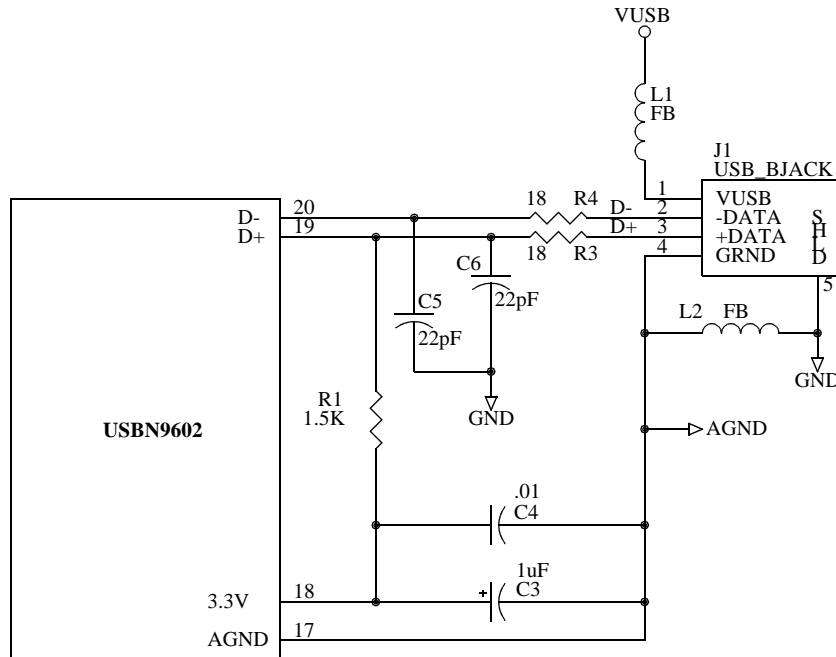 VUSB
L1
FB
J1
USB_BJACK
1
VUSB
2
-DATA
3
+DATA
4
GRND
SHLD
5
20
D-
19
D+
18
R4
D-
18
R3
D+
C6
22pF
C5
22pF
L2
FB
GND
R1
1.5K
GND
AGND
USBN9602
.01
C4
1uF
+
C3
3.3V
18
AGND
17